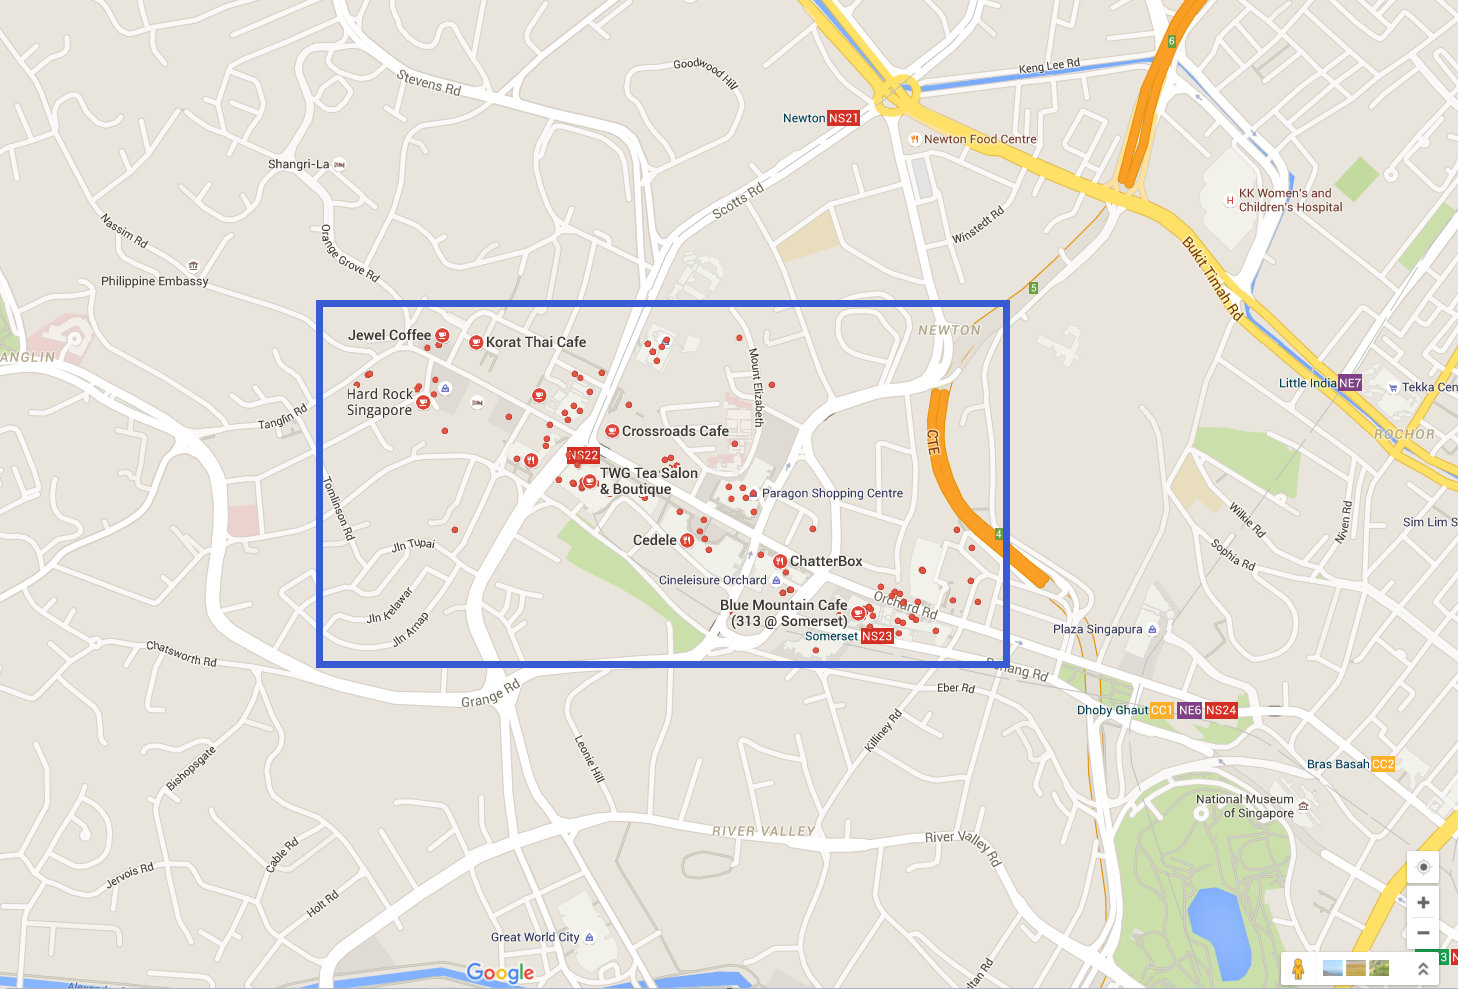 6
Keng Lee Rd
Goodwood Hill
Stevens Rd
Newton NS21
Newton Food Centre
Shangri-La
Scotts Rd
KK Women's and
Children's Hospital
Nassim Rd
Orange Grove Rd
Winstedt Rd
Bukit Timah Rd
Philippine Embassy
5
NEWTON
Jewel Coffee
Korat Thai Cafe
ANGLIN
Mount Elizabeth
Little India NE7
Tekka Cen
Hard Rock
Singapore
Tanglin Rd
Crossroads Cafe
CTE
ROCHOR
NS22
TWG Tea Salon
& Boutique
Paragon Shopping Centre
Tomlinson Rd
Wilkie Rd
Niven Rd
Sim Lim S
4
Jln Tupai
Cedele
ChatterBox
Sophia Rd
Cineleisure Orchard
Jln Kelawar
Orchard Rd
Blue Mountain Cafe
(313 @ Somerset)
Jln Arnap
Somerset NS23
Plaza Singapura
Chatsworth Rd
Penang Rd
Grange Rd
Eber Rd
Dhoby Ghaut CC1 NE6 NS24
Killiney Rd
Leonie Hill
Bishopsgate
Bras Basah CC2
National Museum
of Singapore
RIVER VALLEY
River Valley Rd
Cable Rd
Jervois Rd
Holt Rd
Great World City
Google
3